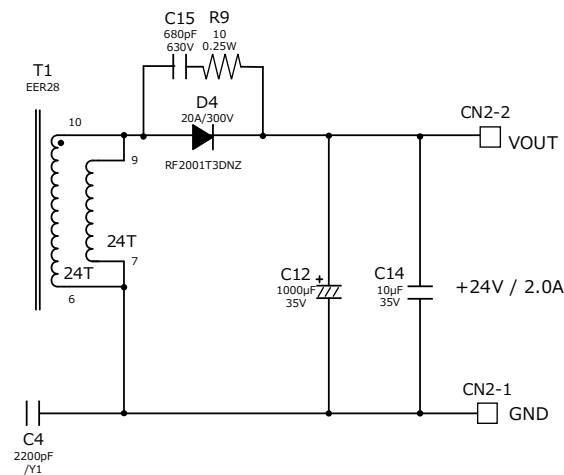 C15 R9
680pF 10
630V 0.25W
T1
EER28
D4
20A/300V
CN2-2
10
VOUT
9
RF2001T3DNZ
24T
7
24T
C12 +
1000µF
35V
C14
10µF
35V
+24V / 2.0A
6
CN2-1
GND
C4
2200pF
/Y1